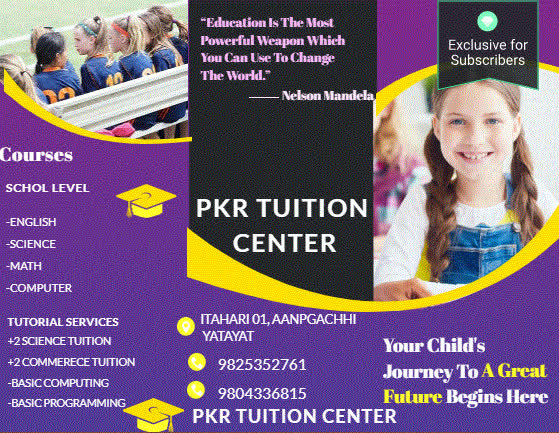 “Education Is The Most
Powerful Weapon Which
You Can Use To Change
The World.”
Nelson Mandela
Exclusive for
Subscribers
Courses
SCHOL LEVEL
-ENGLISH
-SCIENCE
-MATH
-COMPUTER
TUTORIAL SERVICES
+2 SCIENCE TUITION
+2 COMMERECE TUITION
-BASIC COMPUTING
-BASIC PROGRAMMING
PKR TUITION
CENTER
ITAHARI 01, AANPGACHHI
YATAYAT
9825352761
9804336815
PKR TUITION CENTER
Your Child's
Journey To A Great
Future Begins Here